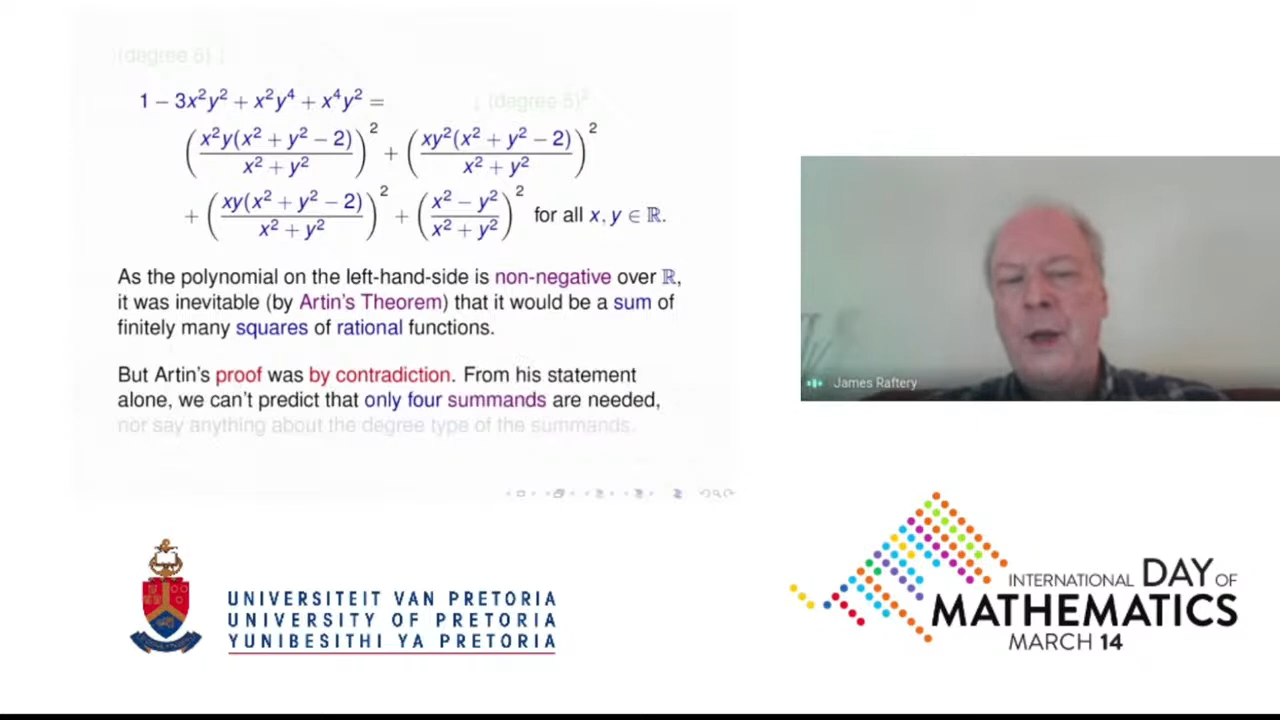 (degree 6) ↓
1 − 3x²y² + x²y⁴ + x⁴y² =
↓ (degree 5)²
(x²y(x² + y² − 2) / x² + y²)² + (xy²(x² + y² − 2) / x² + y²)²
+ (xy(x² + y² − 2) / x² + y²)² + (x² − y² / x² + y²)² for all x, y ∈ ℝ.
As the polynomial on the left-hand-side is non-negative over ℝ,
it was inevitable (by Artin's Theorem) that it would be a sum of
finitely many squares of rational functions.
But Artin's proof was by contradiction. From his statement
alone, we can't predict that only four summands are needed,
nor say anything about the degree type of the summands.
James Raftery
UNIVERSITEIT VAN PRETORIA
UNIVERSITY OF PRETORIA
YUNIBESITHI YA PRETORIA
INTERNATIONAL DAY OF
MATHEMATICS
MARCH 14